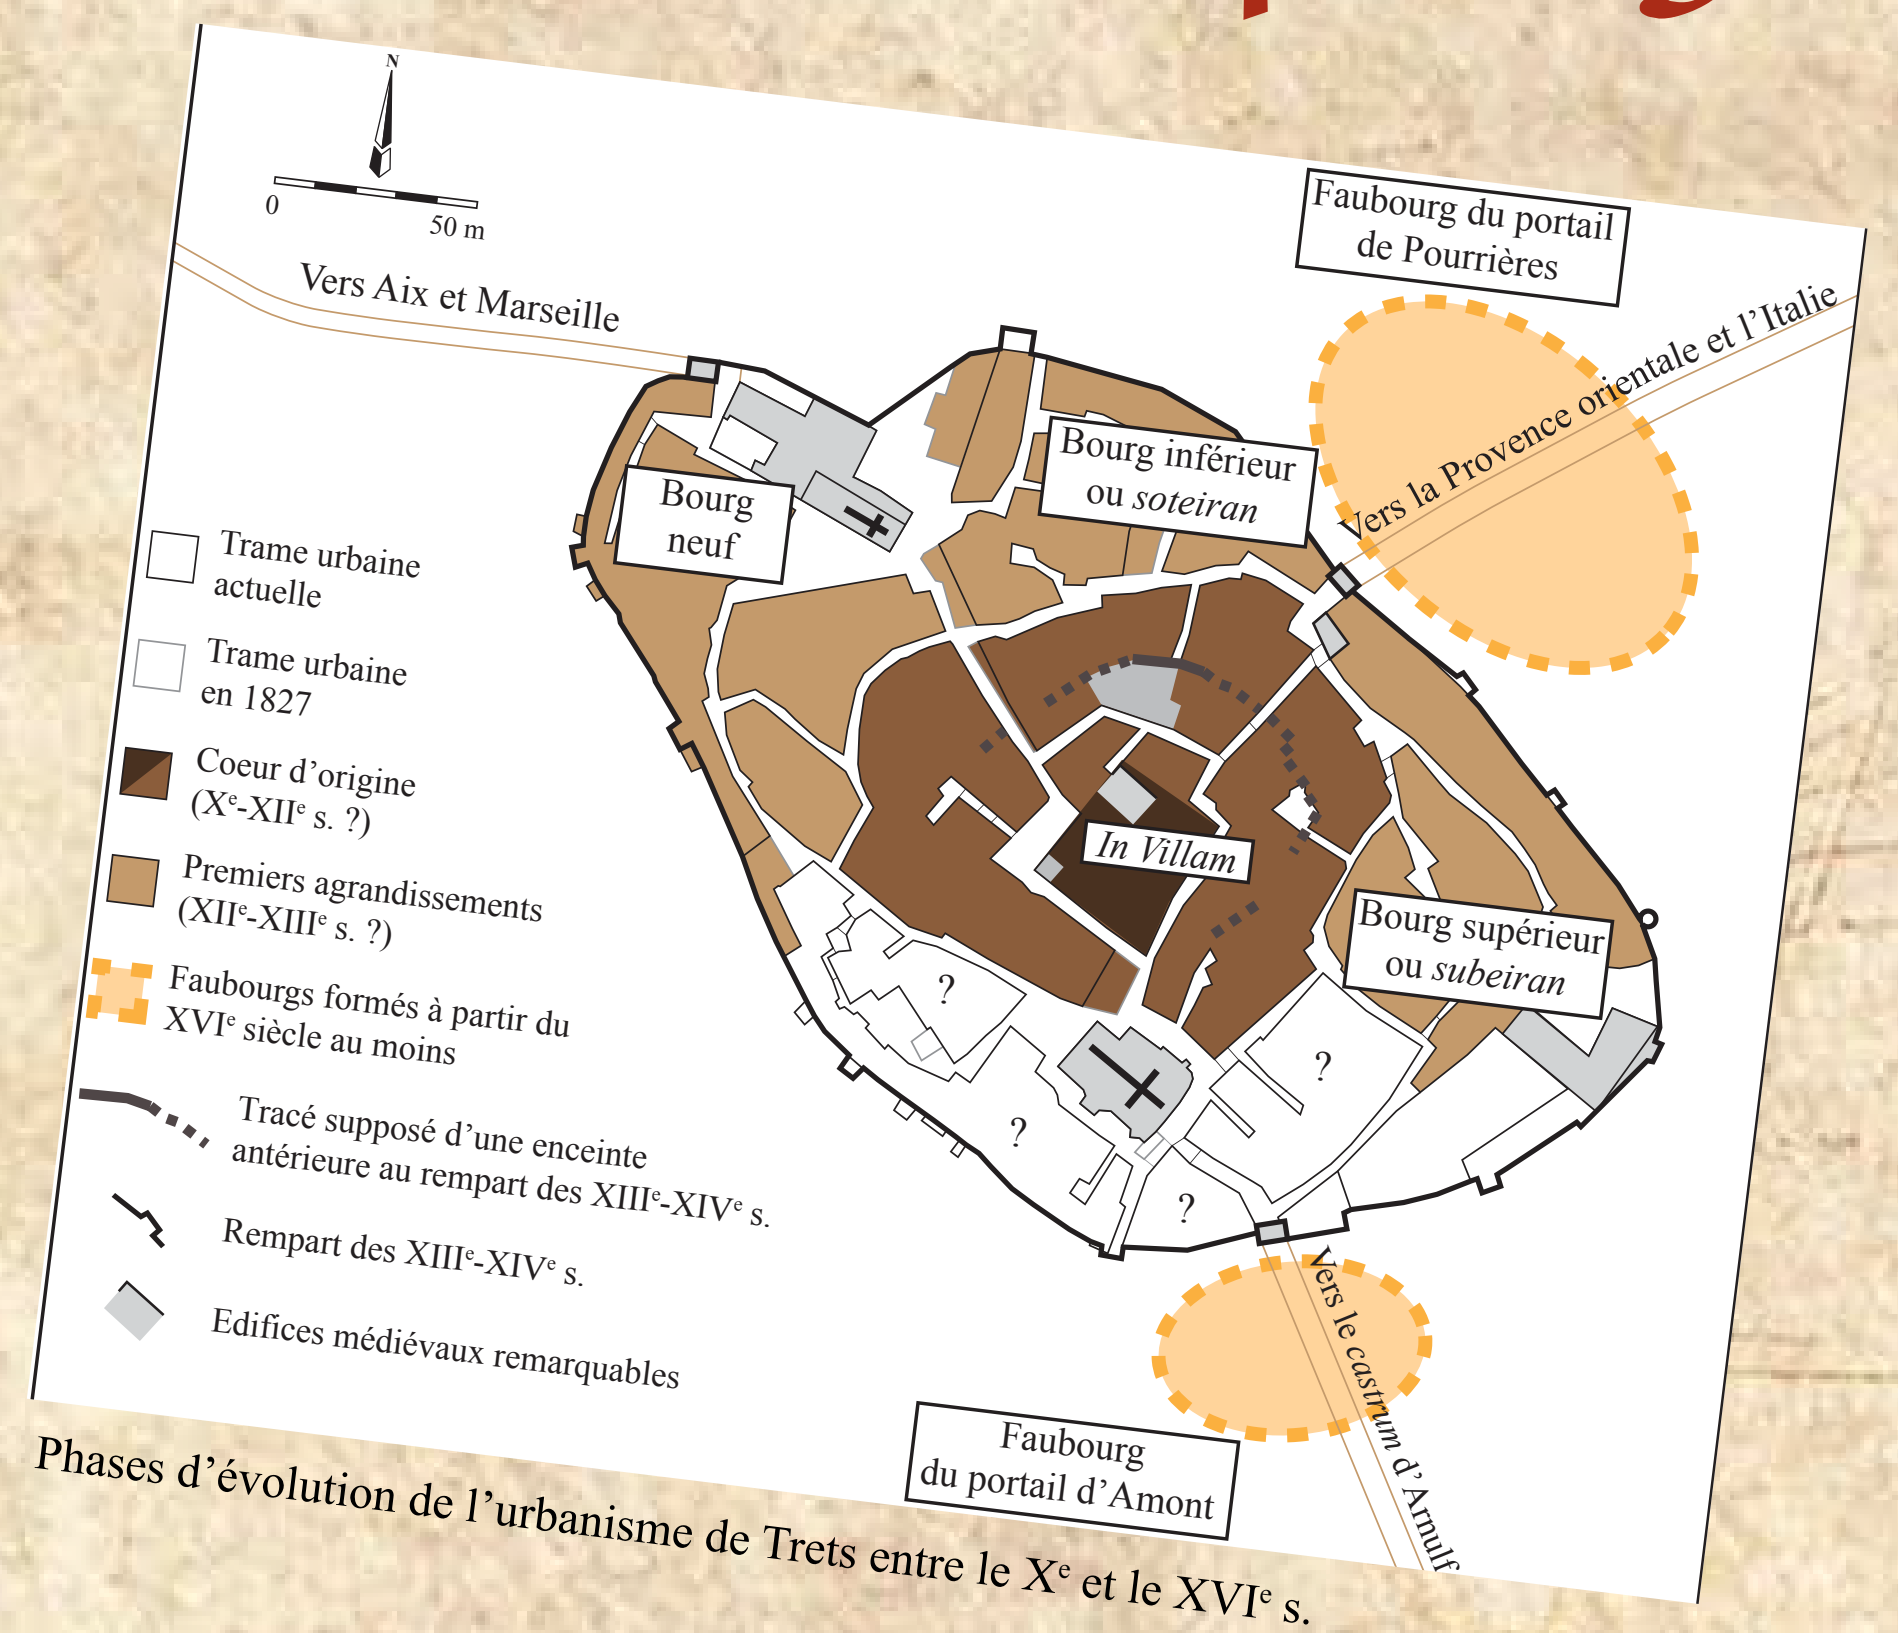 N
0
50 m
Vers Aix et Marseille
Faubourg du portail
de Pourrières
Vers la Provence orientale et l’Italie
Bourg inférieur
ou soteiran
Bourg
neuf
In Villam
Bourg supérieur
ou subeiran
?
?
?
?
Trame urbaine
actuelle
Trame urbaine
en 1827
Coeur d’origine
(Xe-XIIe s. ?)
Premiers agrandissements
(XIIe-XIIIe s. ?)
Faubourgs formés à partir du
XVIe siècle au moins
Tracé supposé d’une enceinte
antérieure au rempart des XIIIe-XIVe s.
Rempart des XIIIe-XIVe s.
Edifices médiévaux remarquables
Vers le castrum d’Arnulf
Faubourg
du portail d’Amont
Phases d’évolution de l’urbanisme de Trets entre le Xe et le XVIe s.